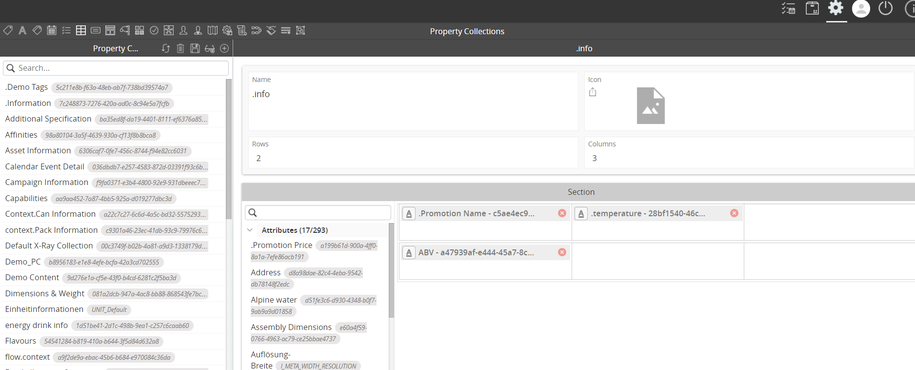 Property Collections
Property C...
.info
Search...
.Demo Tags 5c211e8b-f63a-48eb-ab7f-738bd39574a7
.Information 7c248873-7276-420a-ad0c-8c94e5a7fcfb
Additional Specification ba35ed8f-da19-4401-8111-ef6376a85...
Affinities 98a80104-3a5f-4639-930a-cf13f8b8bca8
Asset Information 6306caf7-0fe7-456c-8744-f94e82cc6031
Calendar Event Detail 036dbdb7-e257-4583-872d-03391f93c6b...
Campaign Information f9fa0371-e3b4-4800-92e9-931dbeeec7...
Capabilities aa9aa452-7a87-4bb5-925a-d019277dbc3d
Context.Can Information a22c7c27-6c6d-4a5c-bd32-5575293...
context.Pack Information c9301a46-23ec-41db-93c9-79976c6...
Default X-Ray Collection 00c3749f-b02b-4a81-a9d3-1338179d...
Demo_PC b8956183-e1e8-4efe-bcfa-42a3cd702555
Demo Content 9d276e1a-cf5e-43f0-b4cd-6281c2f5ba3d
Dimensions & Weight 081a2dcb-947a-4ac8-bb88-868543fe7bc...
Einheitinformationen UNIT_Default
energy drink info 1d51be41-2d1c-498b-9ea1-c257c6caab60
Flavours 54541284-b819-410a-b644-3f5d84d632a8
flow.context a9f2de9a-ebac-45b6-b684-e970084c36da
Name
.info
Icon
Rows
2
Columns
3
Section
Attributes (17/293)
.Promotion Price a199b61d-900a-4ff0-
8a1a-7efe86acb191
Address d8a98dae-82c4-4eba-9542-
db78148f2edc
Alpine water d51fe3c6-d930-4348-b0f7-
9ab9a9d01858
Assembly Dimensions e60a4f59-
0766-4963-ac79-ce25bbae4737
Auflösung-
Breite I_META_WIDTH_RESOLUTION
.Promotion Name - c5ae4ec9...
.temperature - 28bf1540-46c...
ABV - a47939af-e444-45a7-8c...